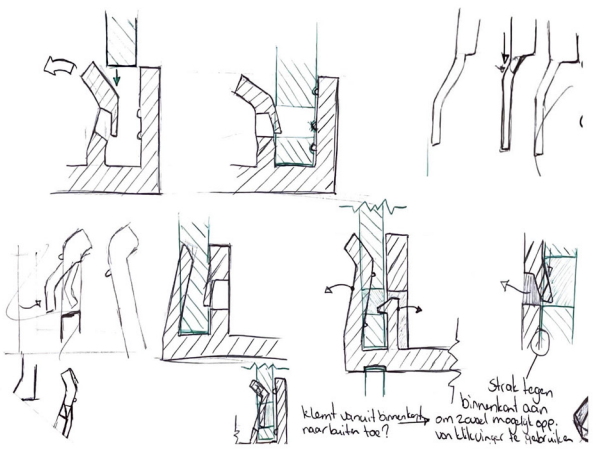 klemt vanuit binnenkant
naar buiten toe?
Strak tegen
binnenkant aan
om zoveel mogelijk opp.
van klikvinger te gebruiken